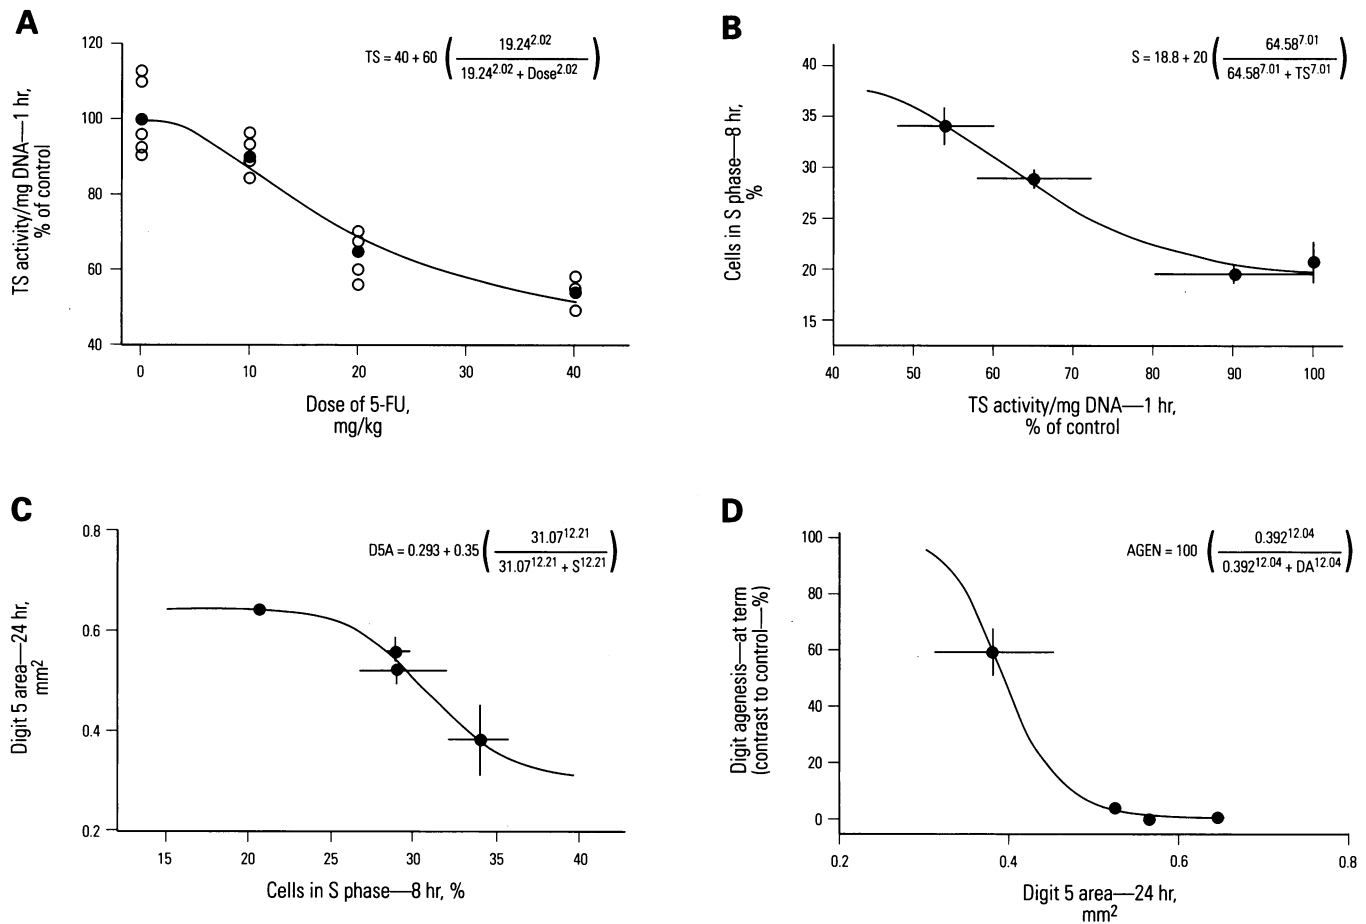 A
TS activity/mg DNA—1 hr,
% of control
120
100
80
60
40
TS = 40 + 60 ( 19.24^2.02 / 19.24^2.02 + Dose^2.02 )
0 10 20 30 40
Dose of 5-FU,
mg/kg
B
Cells in S phase—8 hr,
%
40
35
30
25
20
15
S = 18.8 + 20 ( 64.58^7.01 / 64.58^7.01 + TS^7.01 )
40 50 60 70 80 90 100
TS activity/mg DNA—1 hr,
% of control
C
Digit 5 area—24 hr,
mm²
0.8
0.6
0.4
0.2
D5A = 0.293 + 0.35 ( 31.07^12.21 / 31.07^12.21 + S^12.21 )
15 20 25 30 35 40
Cells in S phase—8 hr, %
D
Digit agenesis—at term
(contrast to control—%)
100
80
60
40
20
0
AGEN = 100 ( 0.392^12.04 / 0.392^12.04 + DA^12.04 )
0.2 0.4 0.6 0.8
Digit 5 area—24 hr,
mm²